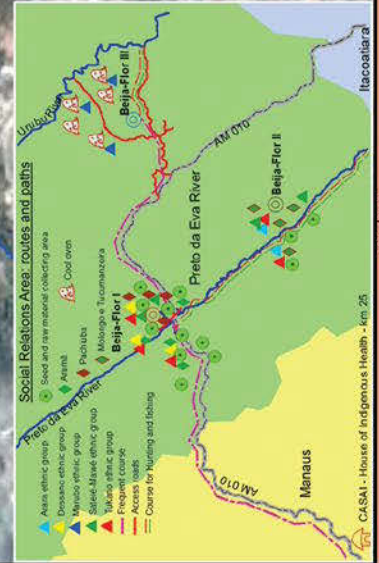 Social Relations Area: routes and paths
Arara ethnic group
Dessano ethnic group
Marubo ethnic group
Sateré-Mawé ethnic group
Tukano ethnic group
Frequent course
Access roads
Course for Hunting and fishing
Seed and raw material collecting area
Arumã
Pachuba
Molongo e Tucumanzeira
Cool oven
Urubu River
Beija-Flor III
Beija-Flor I
Beija-Flor II
Preto da Eva River
Preto da Eva River
AM 010
AM 010
Manaus
Itacoatiara
CASAI - House of Indigenous Health - km 25